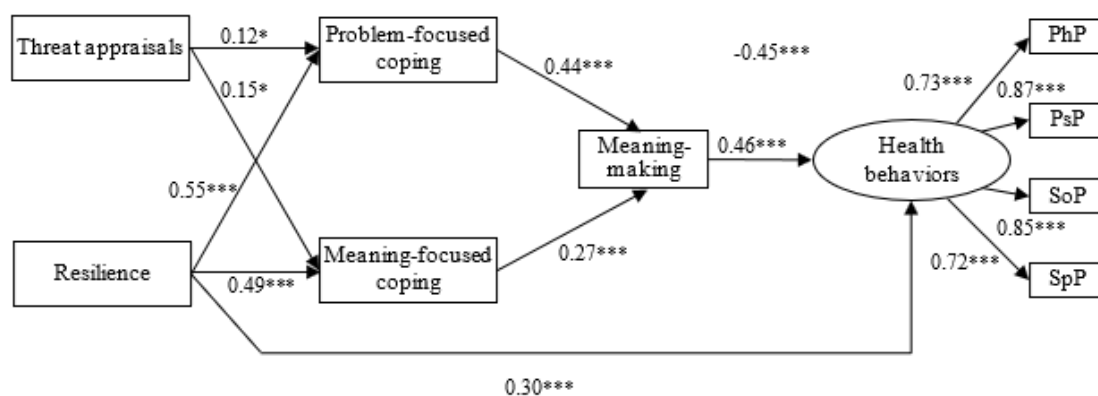 Threat appraisals
0.12*
0.15*
Problem-focused
coping
0.44***
-0.45***
PhP
0.73***
0.87***
PsP
Meaning-
making
0.46***
Health
behaviors
0.55***
SoP
0.85***
Resilience
0.49***
Meaning-focused
coping
0.27***
0.72***
SpP
0.30***